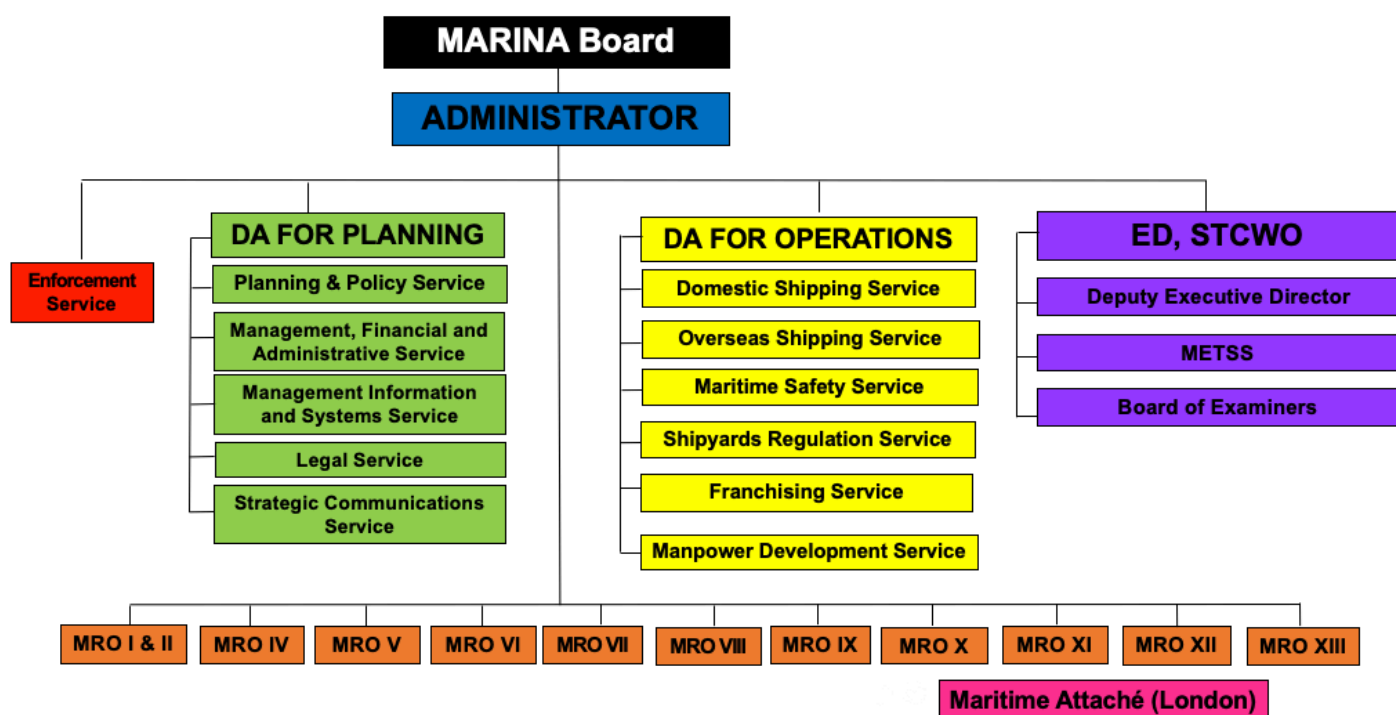 MARINA Board
ADMINISTRATOR
Enforcement
Service
DA FOR PLANNING
Planning & Policy Service
Management, Financial and
Administrative Service
Management Information
and Systems Service
Legal Service
Strategic Communications
Service
DA FOR OPERATIONS
Domestic Shipping Service
Overseas Shipping Service
Maritime Safety Service
Shipyards Regulation Service
Franchising Service
Manpower Development Service
ED, STCWO
Deputy Executive Director
METSS
Board of Examiners
MRO I & II
MRO IV
MRO V
MRO VI
MRO VII
MRO VIII
MRO IX
MRO X
MRO XI
MRO XII
MRO XIII
Maritime Attaché (London)